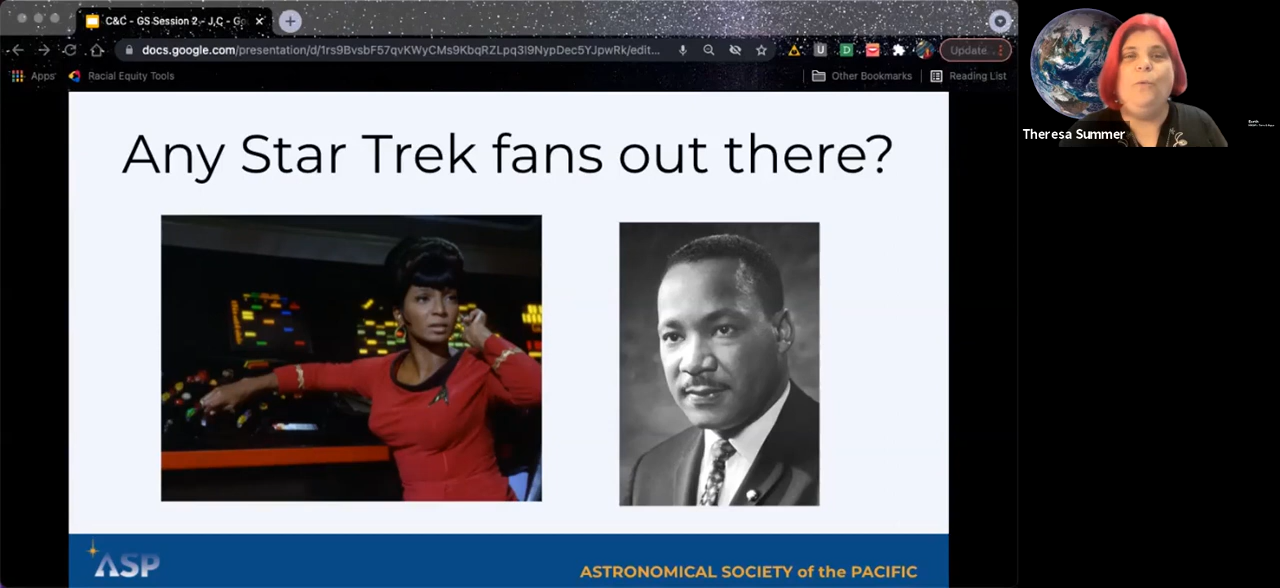 C&C - GS Session 2 - J,C - Go
docs.google.com/presentation/d/1rs9BvsbF57qvKWyCMs9KbqRZLpq3l9NypDec5YJpwRk/edit...
Update
Apps
Racial Equity Tools
Other Bookmarks
Reading List
Theresa Summer
Any Star Trek fans out there?
ASP
ASTRONOMICAL SOCIETY of the PACIFIC